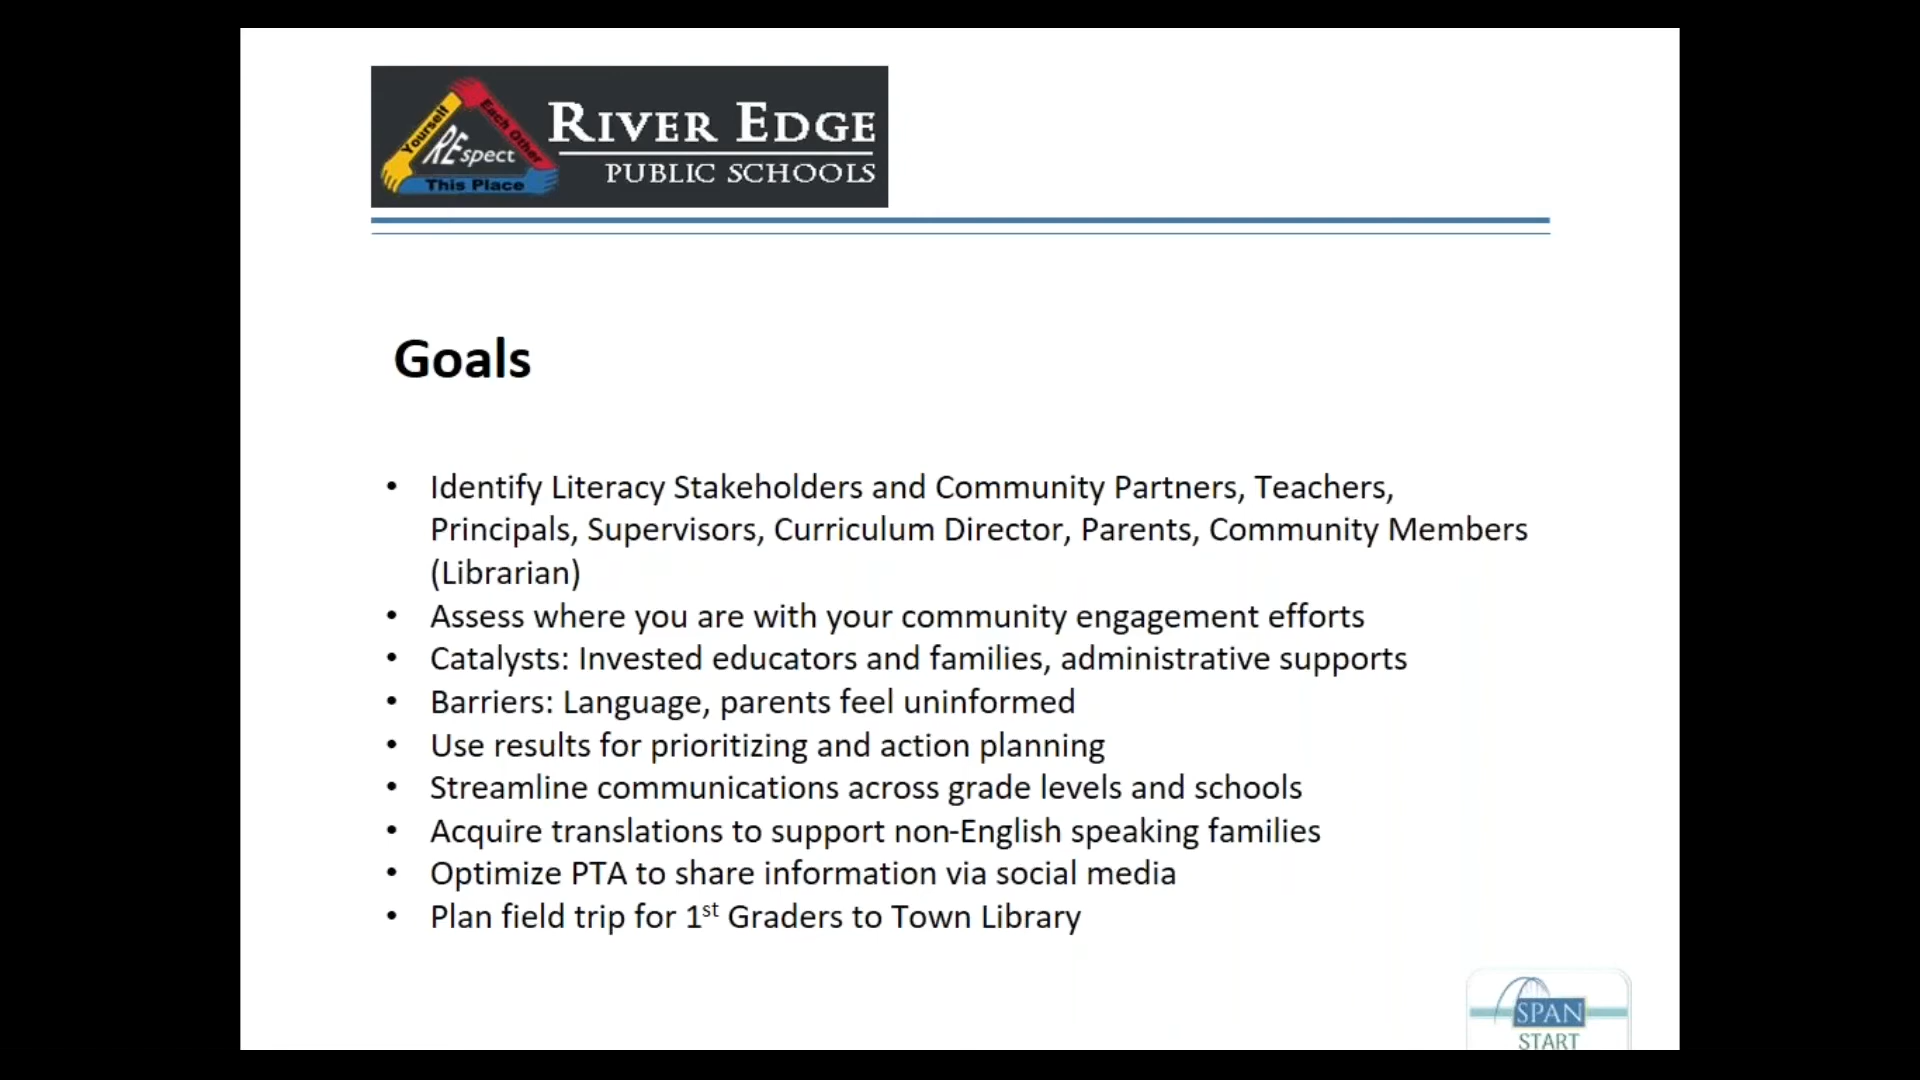 Yourself
Each Other
REspect
This Place
RIVER EDGE
PUBLIC SCHOOLS
Goals
• Identify Literacy Stakeholders and Community Partners, Teachers,
Principals, Supervisors, Curriculum Director, Parents, Community Members
(Librarian)
• Assess where you are with your community engagement efforts
• Catalysts: Invested educators and families, administrative supports
• Barriers: Language, parents feel uninformed
• Use results for prioritizing and action planning
• Streamline communications across grade levels and schools
• Acquire translations to support non-English speaking families
• Optimize PTA to share information via social media
• Plan field trip for 1st Graders to Town Library
SPAN
START